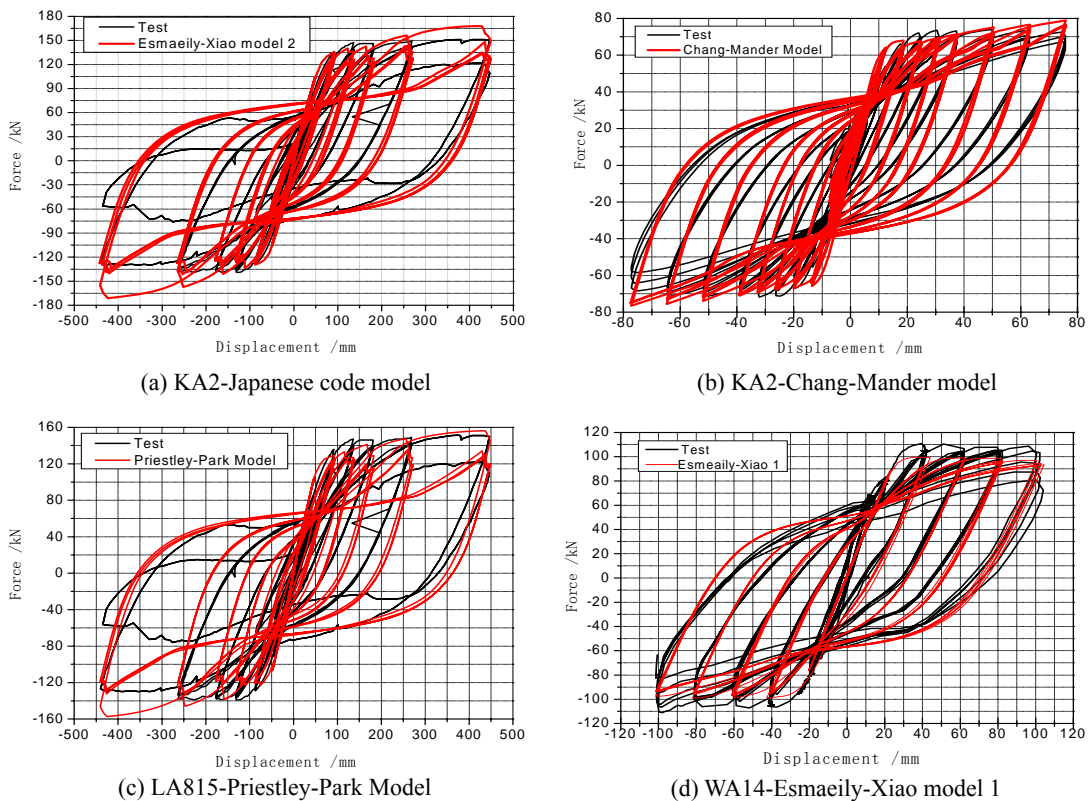 180
150
120
90
60
30
0
-30
-60
-90
-120
-150
-180
Force /kN
Test
Esmaeily-Xiao model 2
-500 -400 -300 -200 -100 0 100 200 300 400 500
Displacement /mm
(a) KA2-Japanese code model
80
60
40
20
0
-20
-40
-60
-80
Force /kN
Test
Chang-Mander Model
-80 -60 -40 -20 0 20 40 60 80
Displacement /mm
(b) KA2-Chang-Mander model
160
120
80
40
0
-40
-80
-120
-160
Force /kN
Test
Priestley-Park Model
-500 -400 -300 -200 -100 0 100 200 300 400 500
Displacement /mm
(c) LA815-Priestley-Park Model
120
100
80
60
40
20
0
-20
-40
-60
-80
-100
-120
Force /kN
Test
Esmeaily-Xiao 1
-120 -100 -80 -60 -40 -20 0 20 40 60 80 100 120
Displacement /mm
(d) WA14-Esmaeily-Xiao model 1